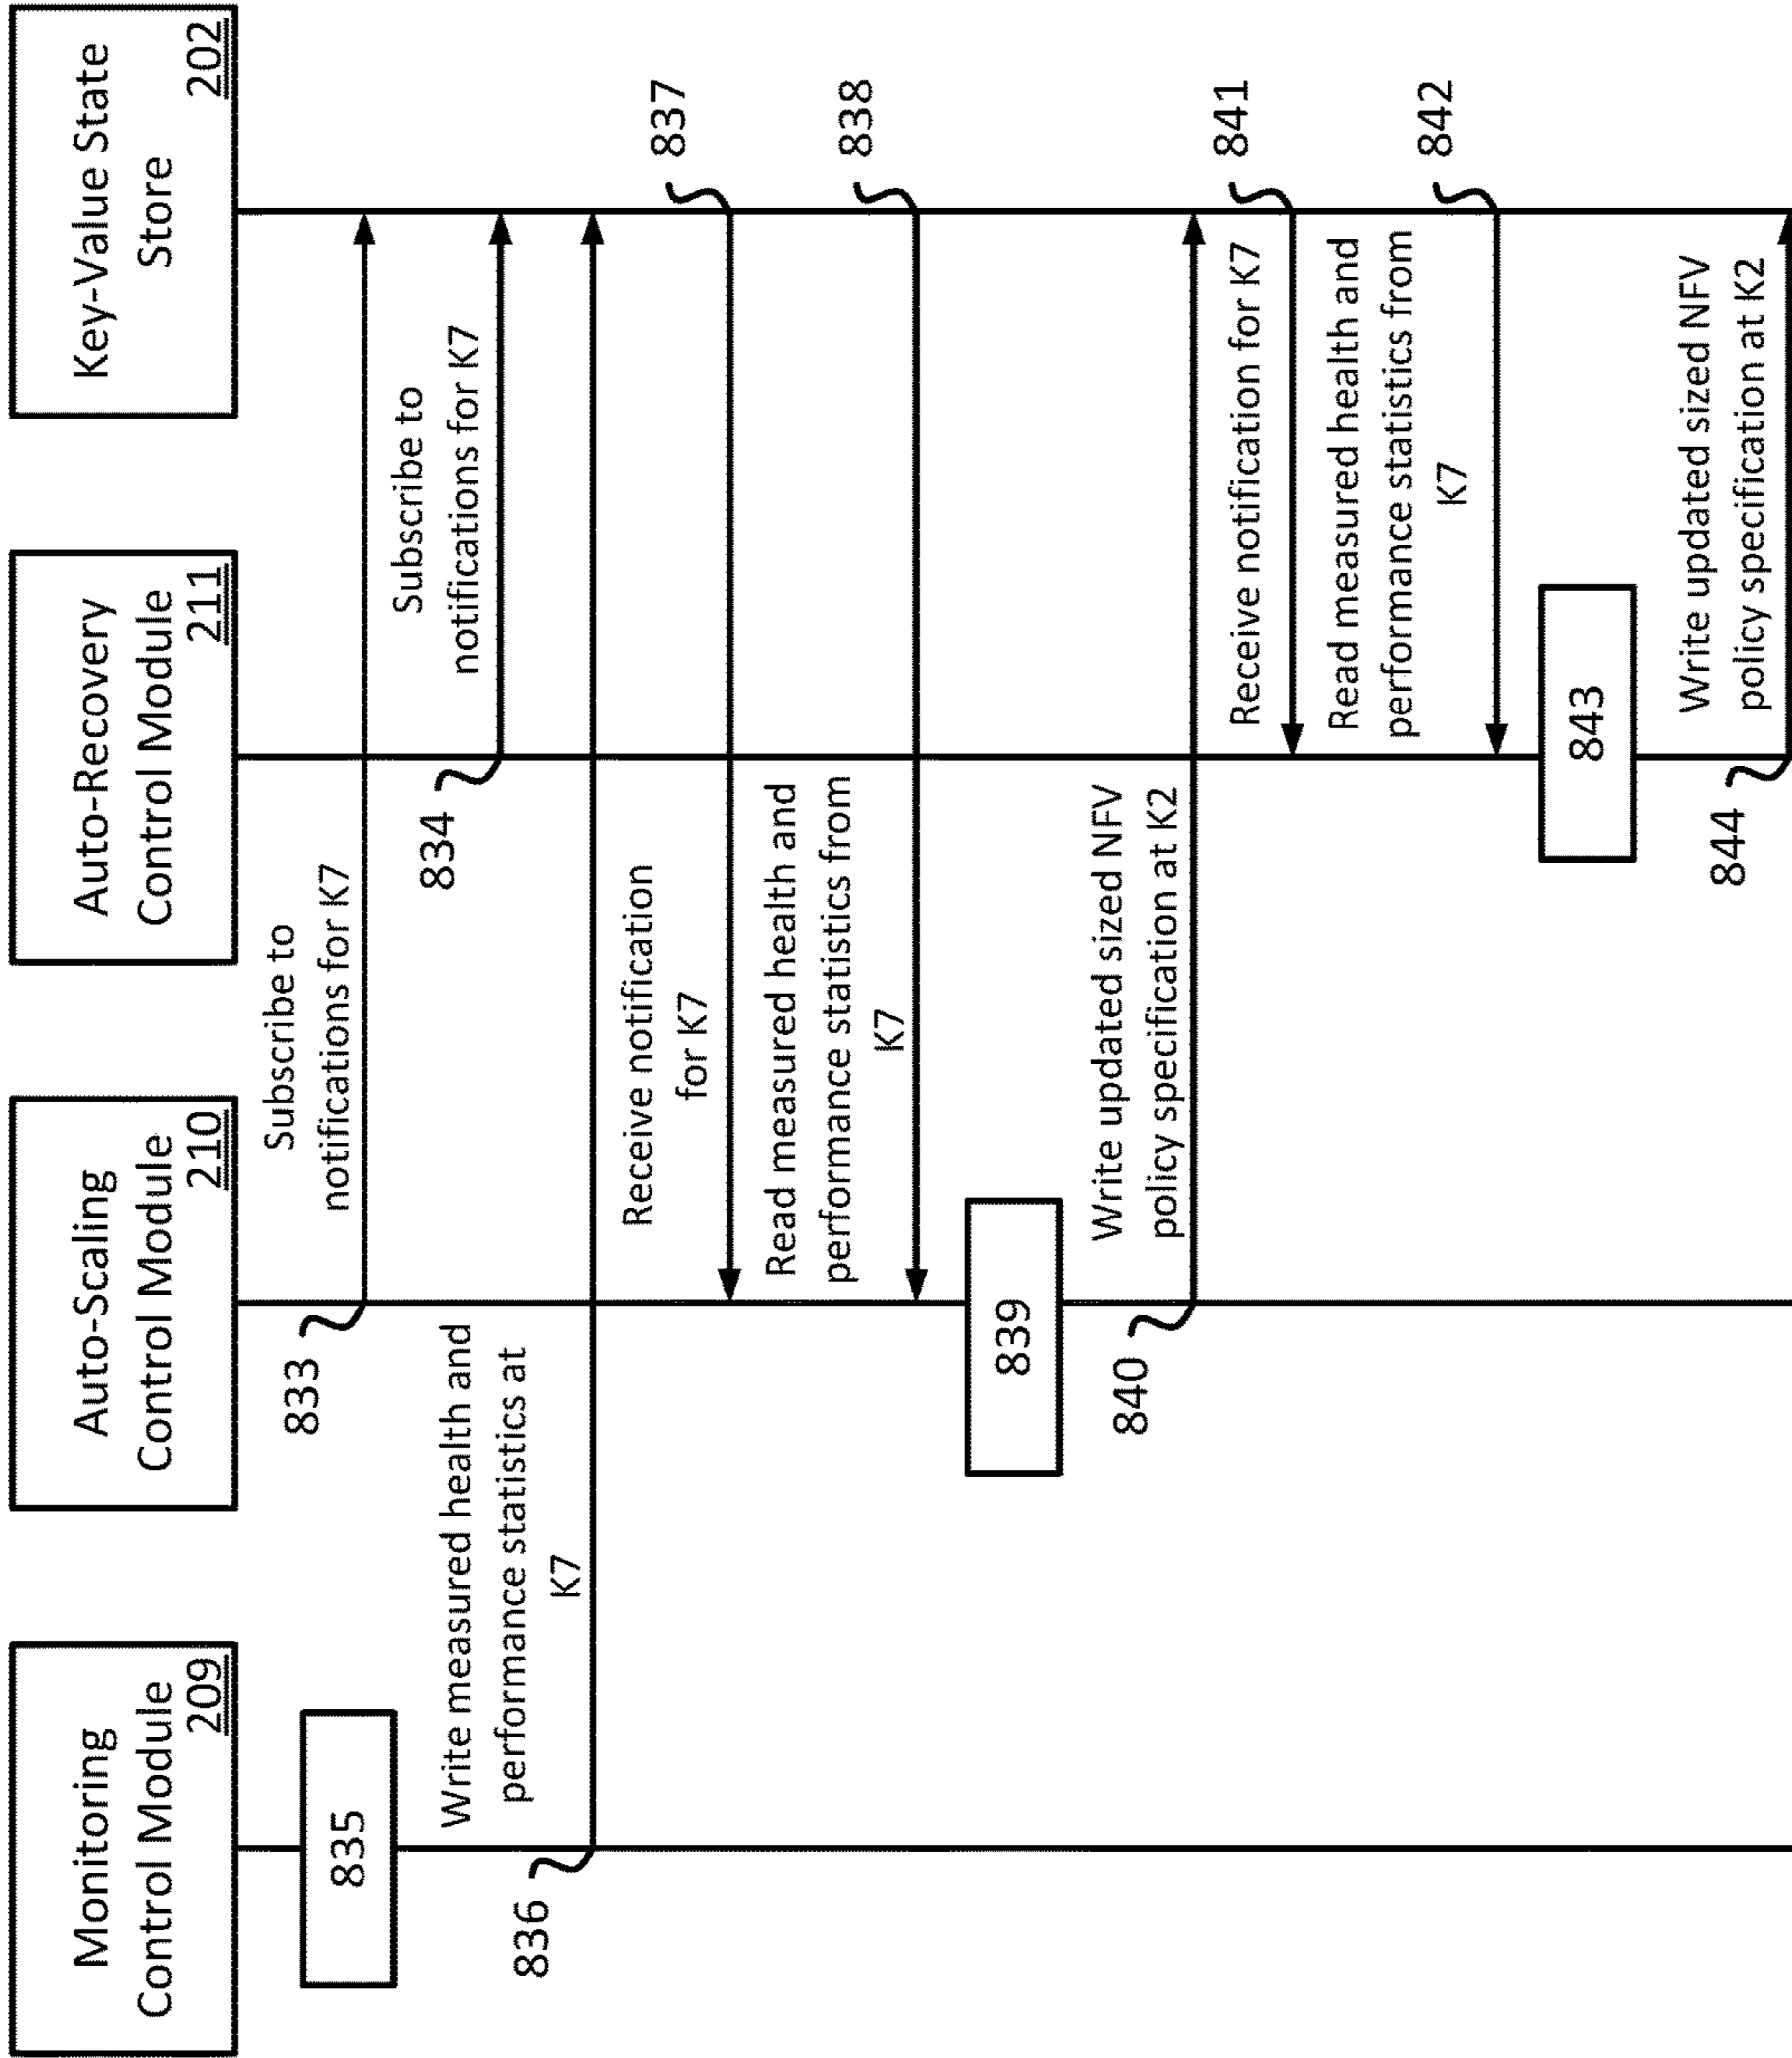 Monitoring
Control Module
209
Auto-Scaling
Control Module
210
Auto-Recovery
Control Module
211
Key-Value State
Store
202
Subscribe to
notifications for K7
833
Subscribe to
notifications for K7
834
835
Write measured health and
performance statistics at
K7
836
Receive notification
for K7
837
Read measured health and
performance statistics from
K7
838
839
Write updated sized NFV
policy specification at K2
840
Receive notification for K7
841
Read measured health and
performance statistics from
K7
842
843
Write updated sized NFV
policy specification at K2
844